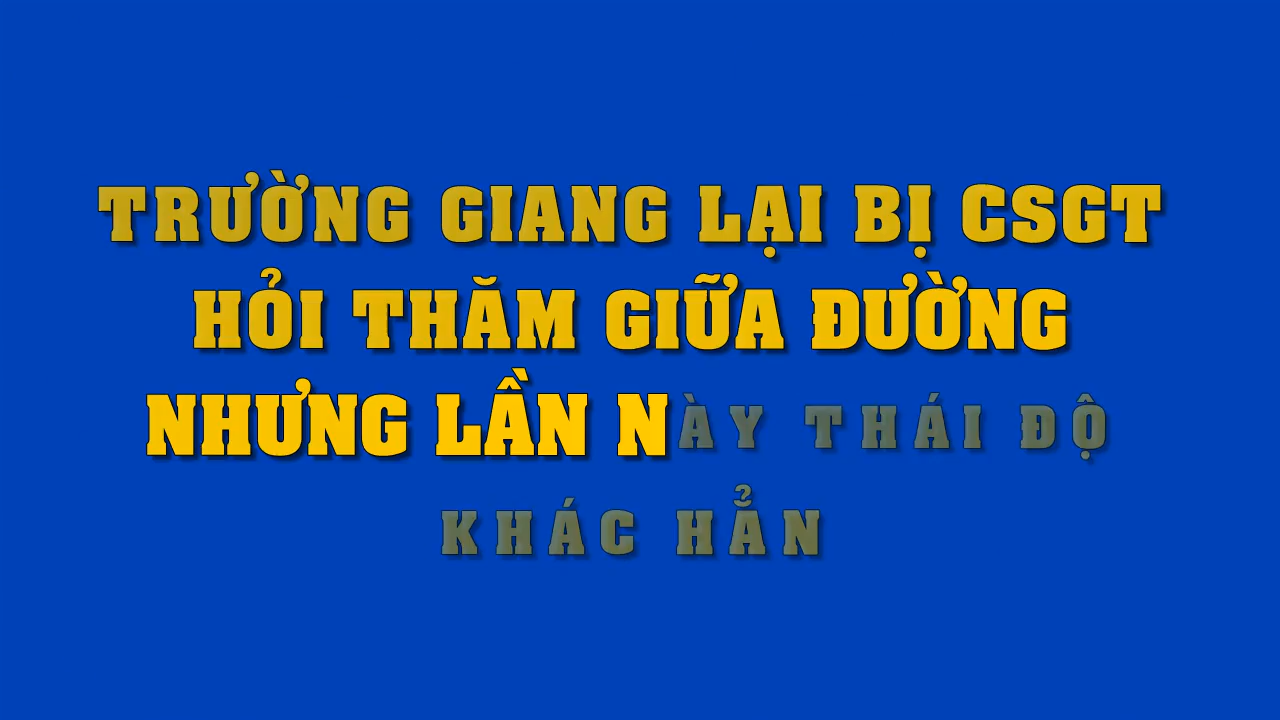 TRƯỜNG GIANG LẠI BỊ CSGT
HỎI THĂM GIỮA ĐƯỜNG
NHƯNG LẦN NÀY THÁI ĐỘ
KHÁC HẲN